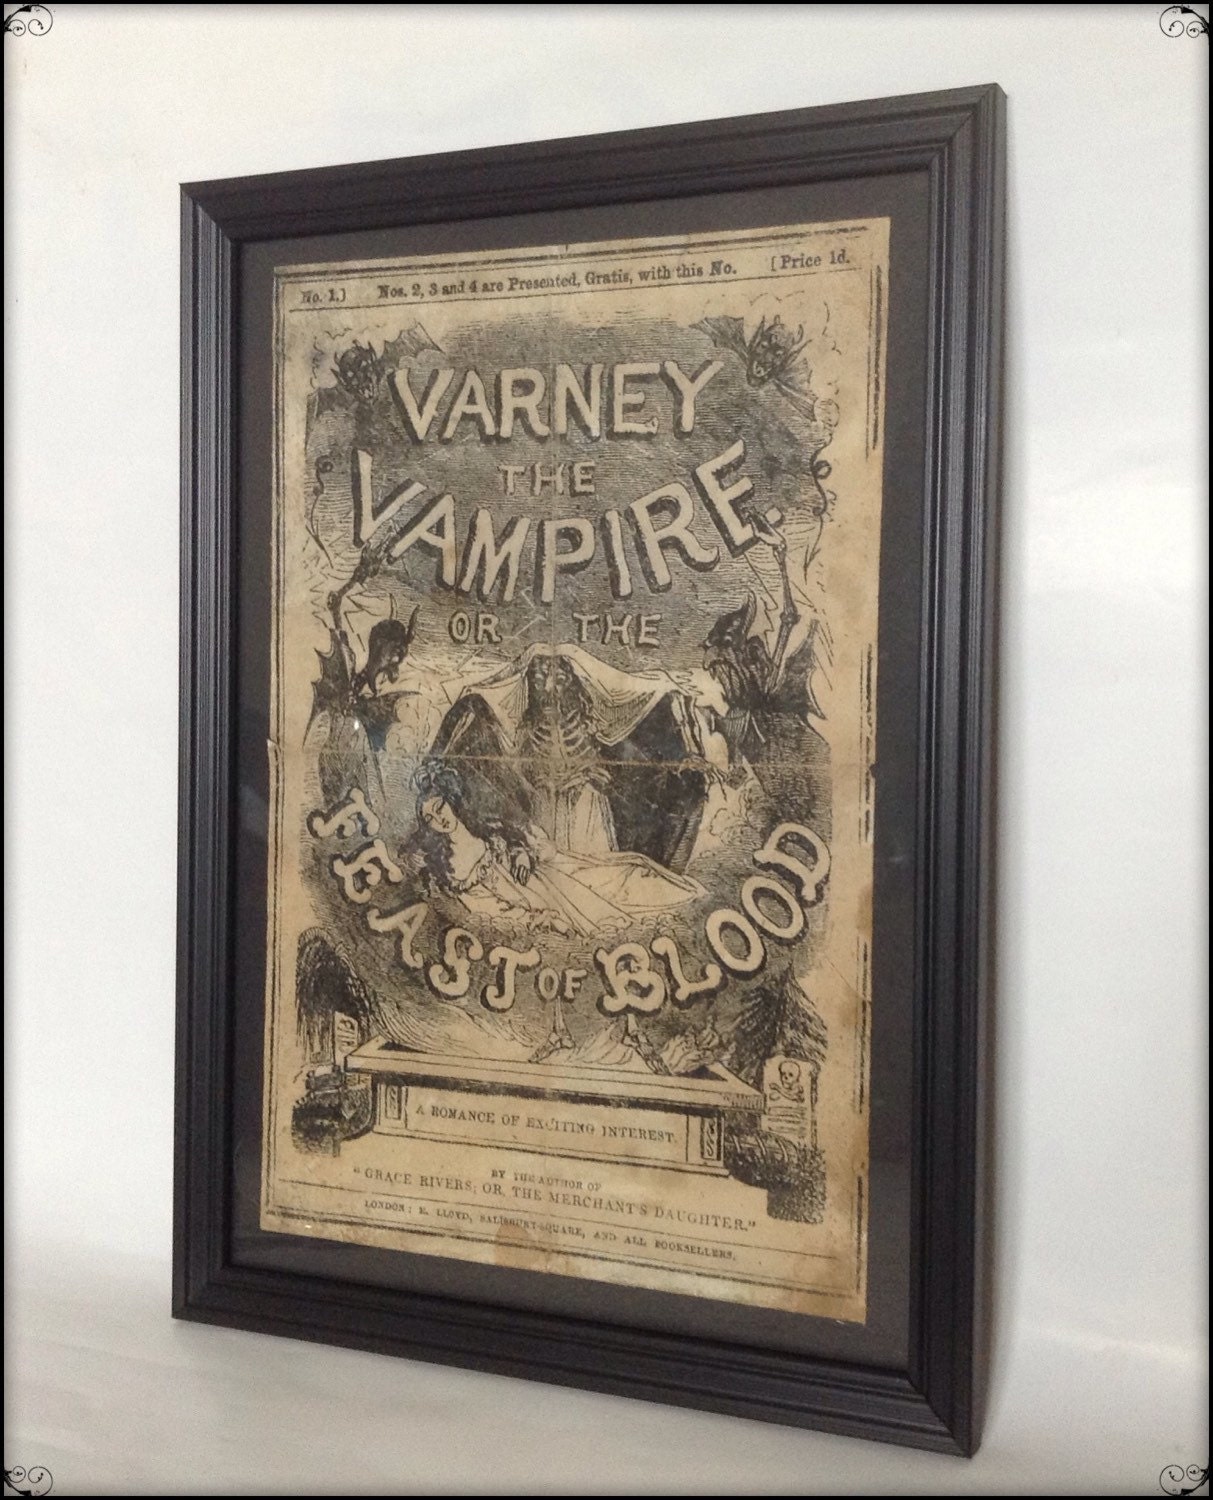 No. 1.] Nos. 2, 3 and 4 are Presented, Gratis, with this No. [Price 1d.
VARNEY
THE
VAMPIRE.
OR THE
FEAST OF BLOOD
A ROMANCE OF EXCITING INTEREST.
BY THE AUTHOR OF
"GRACE RIVERS; OR, THE MERCHANT'S DAUGHTER."
LONDON: E. LLOYD, SALISBURY-SQUARE, AND ALL BOOKSELLERS.